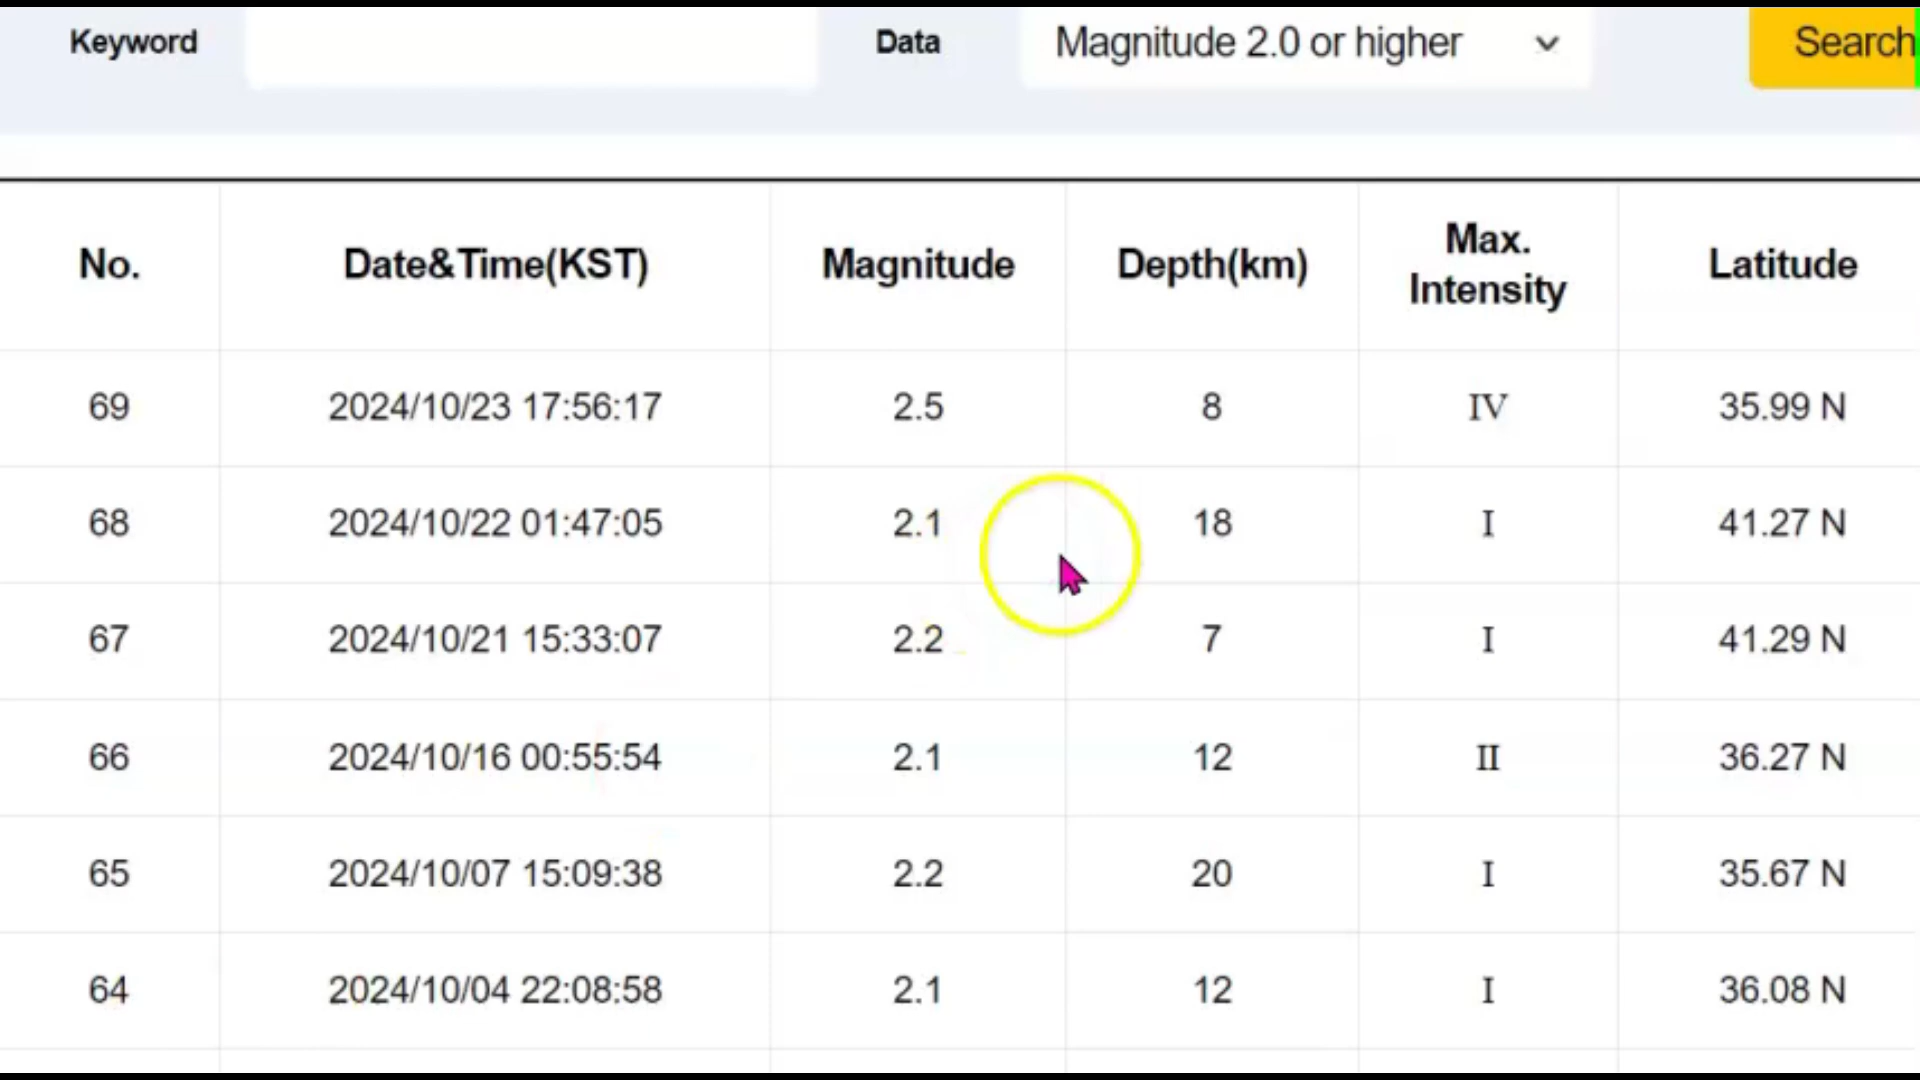 Keyword Data Magnitude 2.0 or higher Search
No. Date&Time(KST) Magnitude Depth(km) Max. Intensity Latitude
69 2024/10/23 17:56:17 2.5 8 IV 35.99 N
68 2024/10/22 01:47:05 2.1 18 I 41.27 N
67 2024/10/21 15:33:07 2.2 7 I 41.29 N
66 2024/10/16 00:55:54 2.1 12 II 36.27 N
65 2024/10/07 15:09:38 2.2 20 I 35.67 N
64 2024/10/04 22:08:58 2.1 12 I 36.08 N